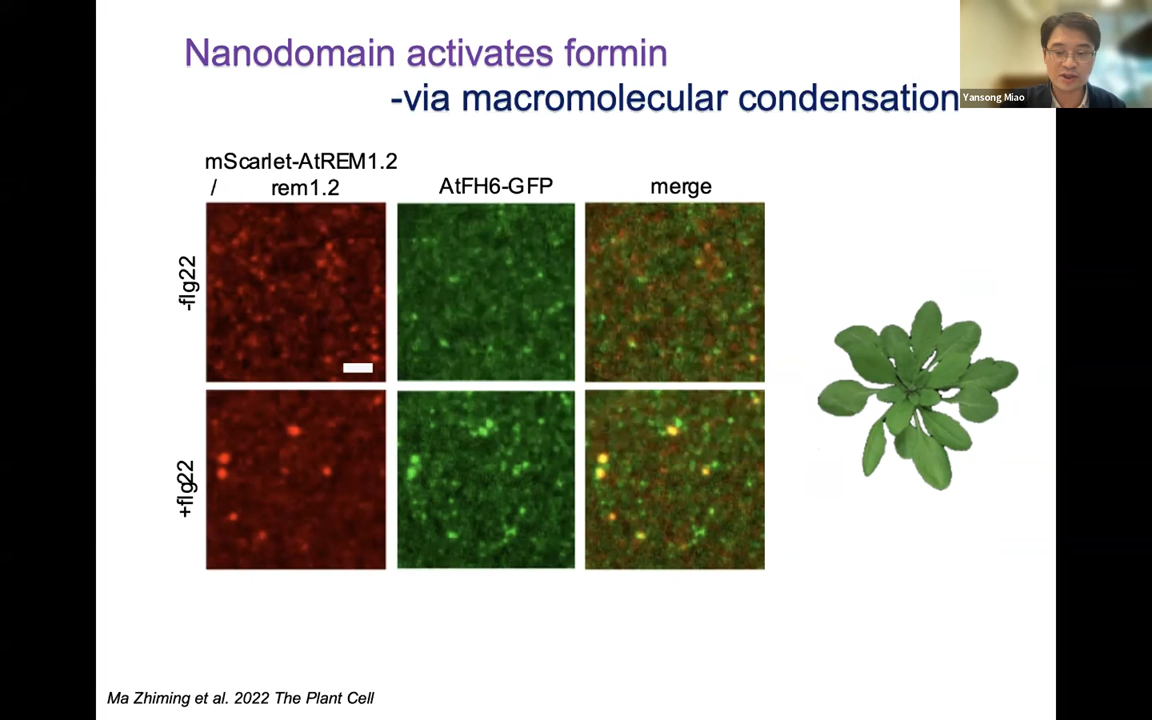 Nanodomain activates formin
-via macromolecular condensation
Yansong Miao
mScarlet-AtREM1.2
/ rem1.2
AtFH6-GFP
merge
-flg22
+flg22
Ma Zhiming et al. 2022 The Plant Cell